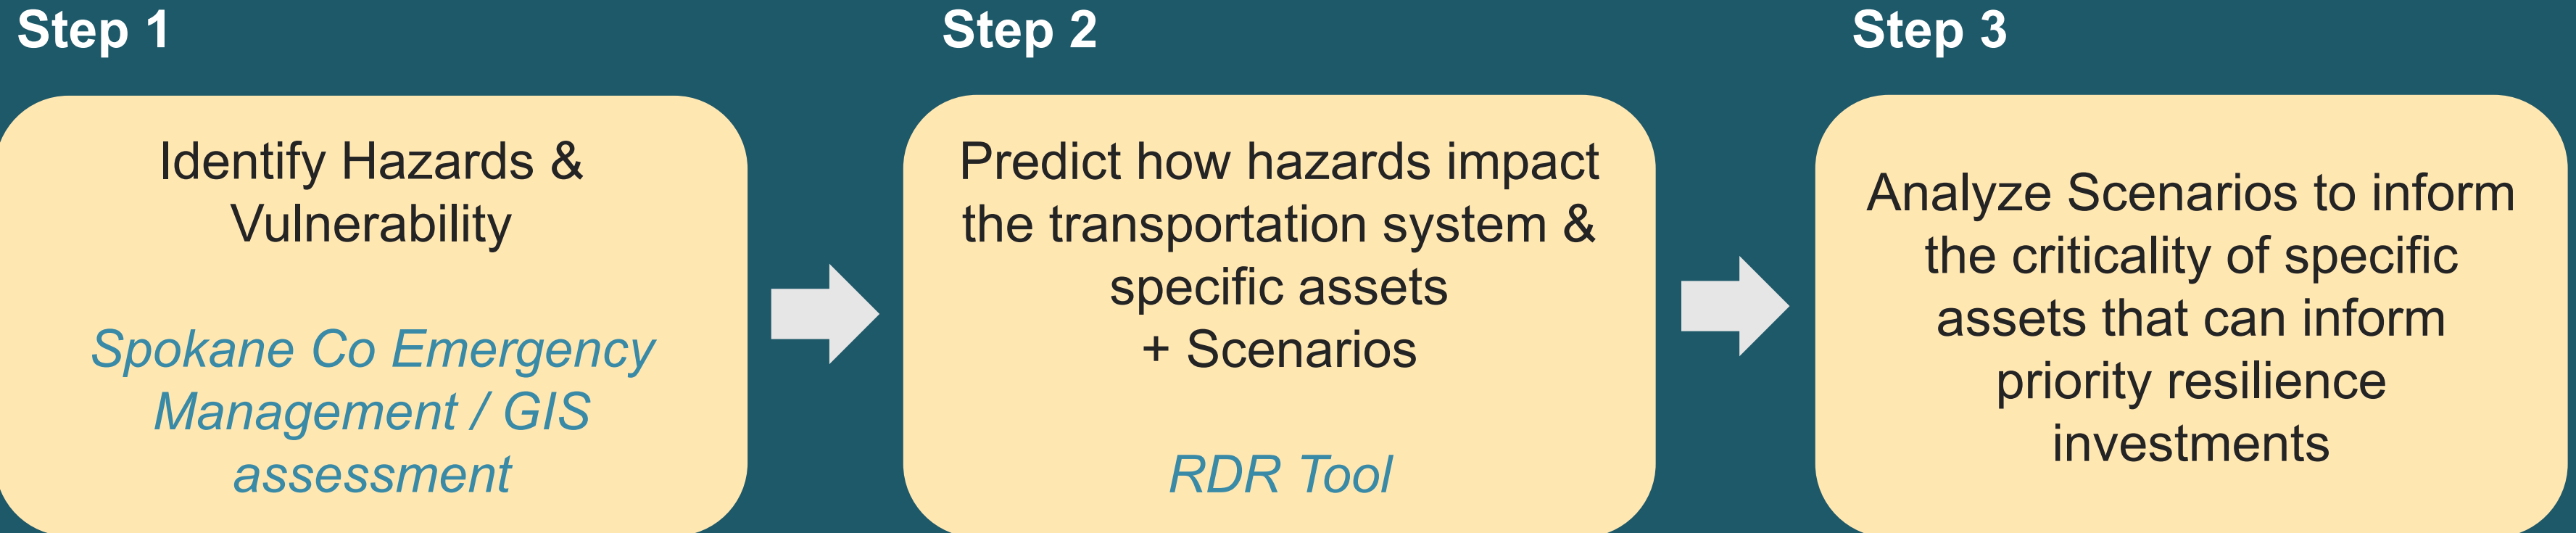 Step 1
Identify Hazards &
Vulnerability
Spokane Co Emergency
Management / GIS
assessment
Step 2
Predict how hazards impact
the transportation system &
specific assets
+ Scenarios
RDR Tool
Step 3
Analyze Scenarios to inform
the criticality of specific
assets that can inform
priority resilience
investments